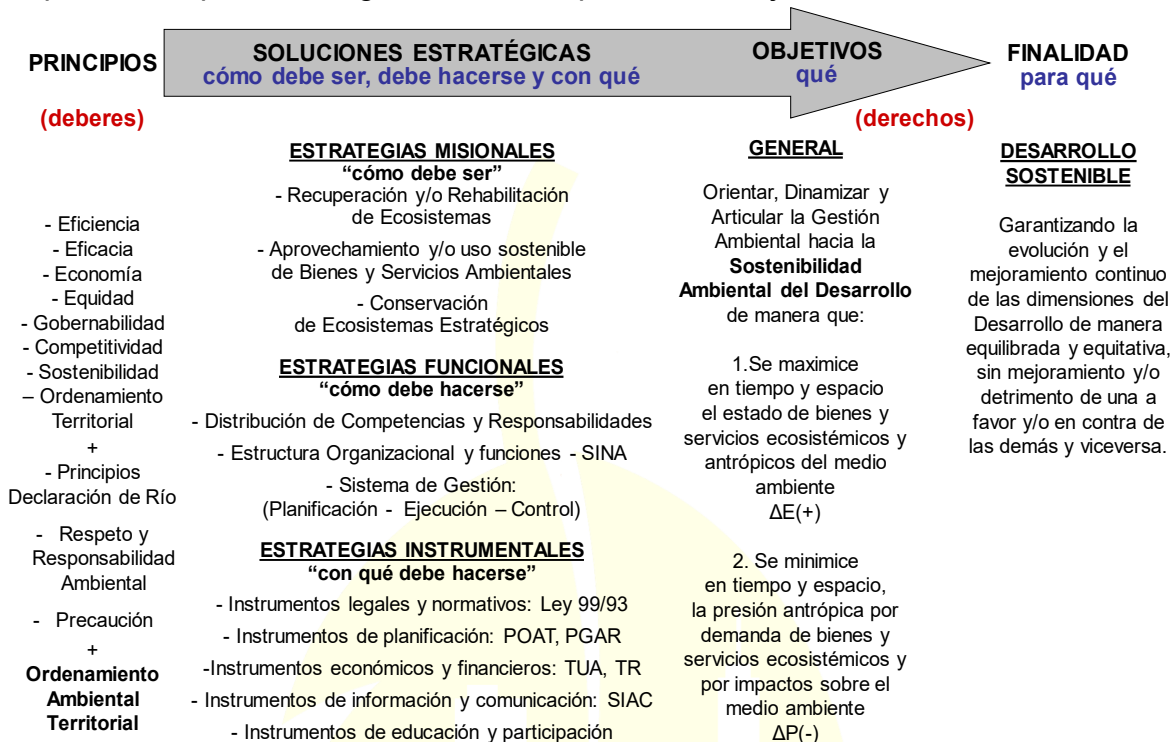 PRINCIPIOS
(deberes)
- Eficiencia
- Eficacia
- Economía
- Equidad
- Gobernabilidad
- Competitividad
- Sostenibilidad
– Ordenamiento
Territorial
+
- Principios
Declaración de Río
- Respeto y
Responsabilidad
Ambiental
- Precaución
+
Ordenamiento
Ambiental
Territorial
SOLUCIONES ESTRATÉGICAS
cómo debe ser, debe hacerse y con qué
ESTRATEGIAS MISIONALES
“cómo debe ser”
- Recuperación y/o Rehabilitación
de Ecosistemas
- Aprovechamiento y/o uso sostenible
de Bienes y Servicios Ambientales
- Conservación
de Ecosistemas Estratégicos
ESTRATEGIAS FUNCIONALES
“cómo debe hacerse”
- Distribución de Competencias y Responsabilidades
- Estructura Organizacional y funciones - SINA
- Sistema de Gestión:
(Planificación - Ejecución – Control)
ESTRATEGIAS INSTRUMENTALES
“con qué debe hacerse”
- Instrumentos legales y normativos: Ley 99/93
- Instrumentos de planificación: POAT, PGAR
-Instrumentos económicos y financieros: TUA, TR
- Instrumentos de información y comunicación: SIAC
- Instrumentos de educación y participación
OBJETIVOS
qué
(derechos)
GENERAL
Orientar, Dinamizar y
Articular la Gestión
Ambiental hacia la
Sostenibilidad
Ambiental del Desarrollo
de manera que:
1.Se maximice
en tiempo y espacio
el estado de bienes y
servicios ecosistémicos y
antrópicos del medio
ambiente
ΔE(+)
2. Se minimice
en tiempo y espacio,
la presión antrópica por
demanda de bienes y
servicios ecosistémicos y
por impactos sobre el
medio ambiente
ΔP(-)
FINALIDAD
para qué
DESARROLLO
SOSTENIBLE
Garantizando la
evolución y el
mejoramiento continuo
de las dimensiones del
Desarrollo de manera
equilibrada y equitativa,
sin mejoramiento y/o
detrimento de una a
favor y/o en contra de
las demás y viceversa.